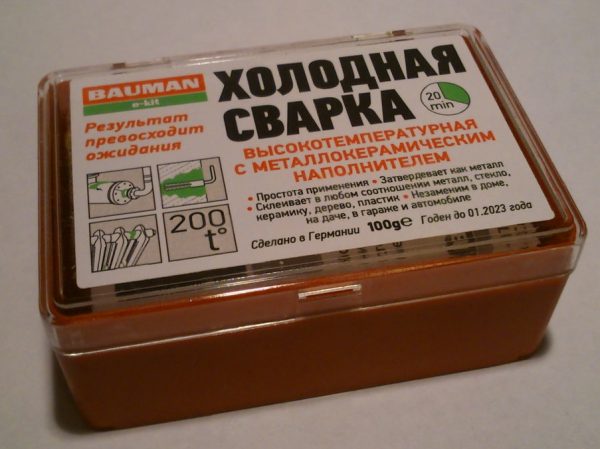 BAUMAN
e-kit
Результат
превосходит
ожидания
ХОЛОДНАЯ
СВАРКА
20
min
ВЫСОКОТЕМПЕРАТУРНАЯ
С МЕТАЛЛОКЕРАМИЧЕСКИМ
НАПОЛНИТЕЛЕМ
• Простота применения • Затвердевает как металл
• Склеивает в любом соотношении металл, стекло,
керамику, дерево, пластик • Незаменим в доме,
на даче, в гараже и автомобиле
200
t°
Сделано в Германии 100g℮ Годен до 01.2023 года